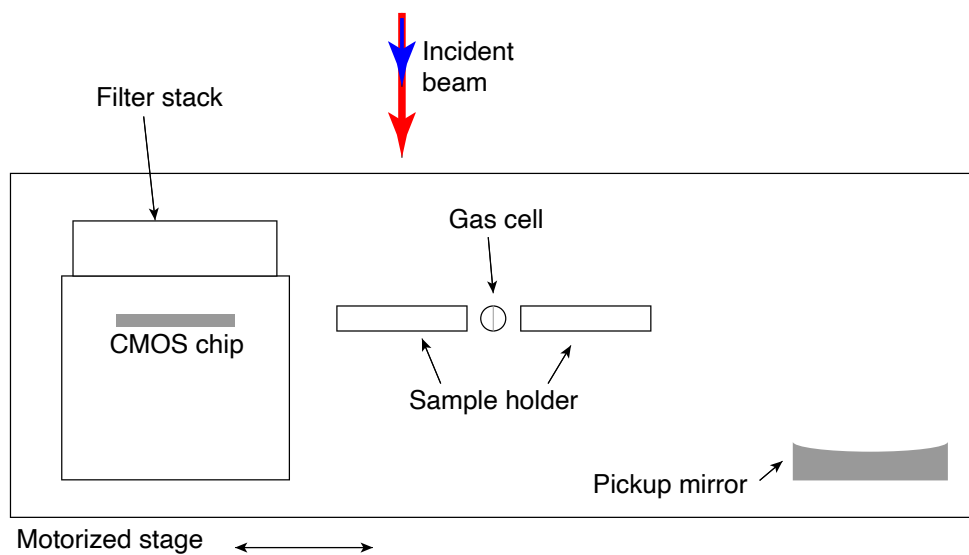 Incident
beam
Filter stack
Gas cell
CMOS chip
Sample holder
Pickup mirror
Motorized stage